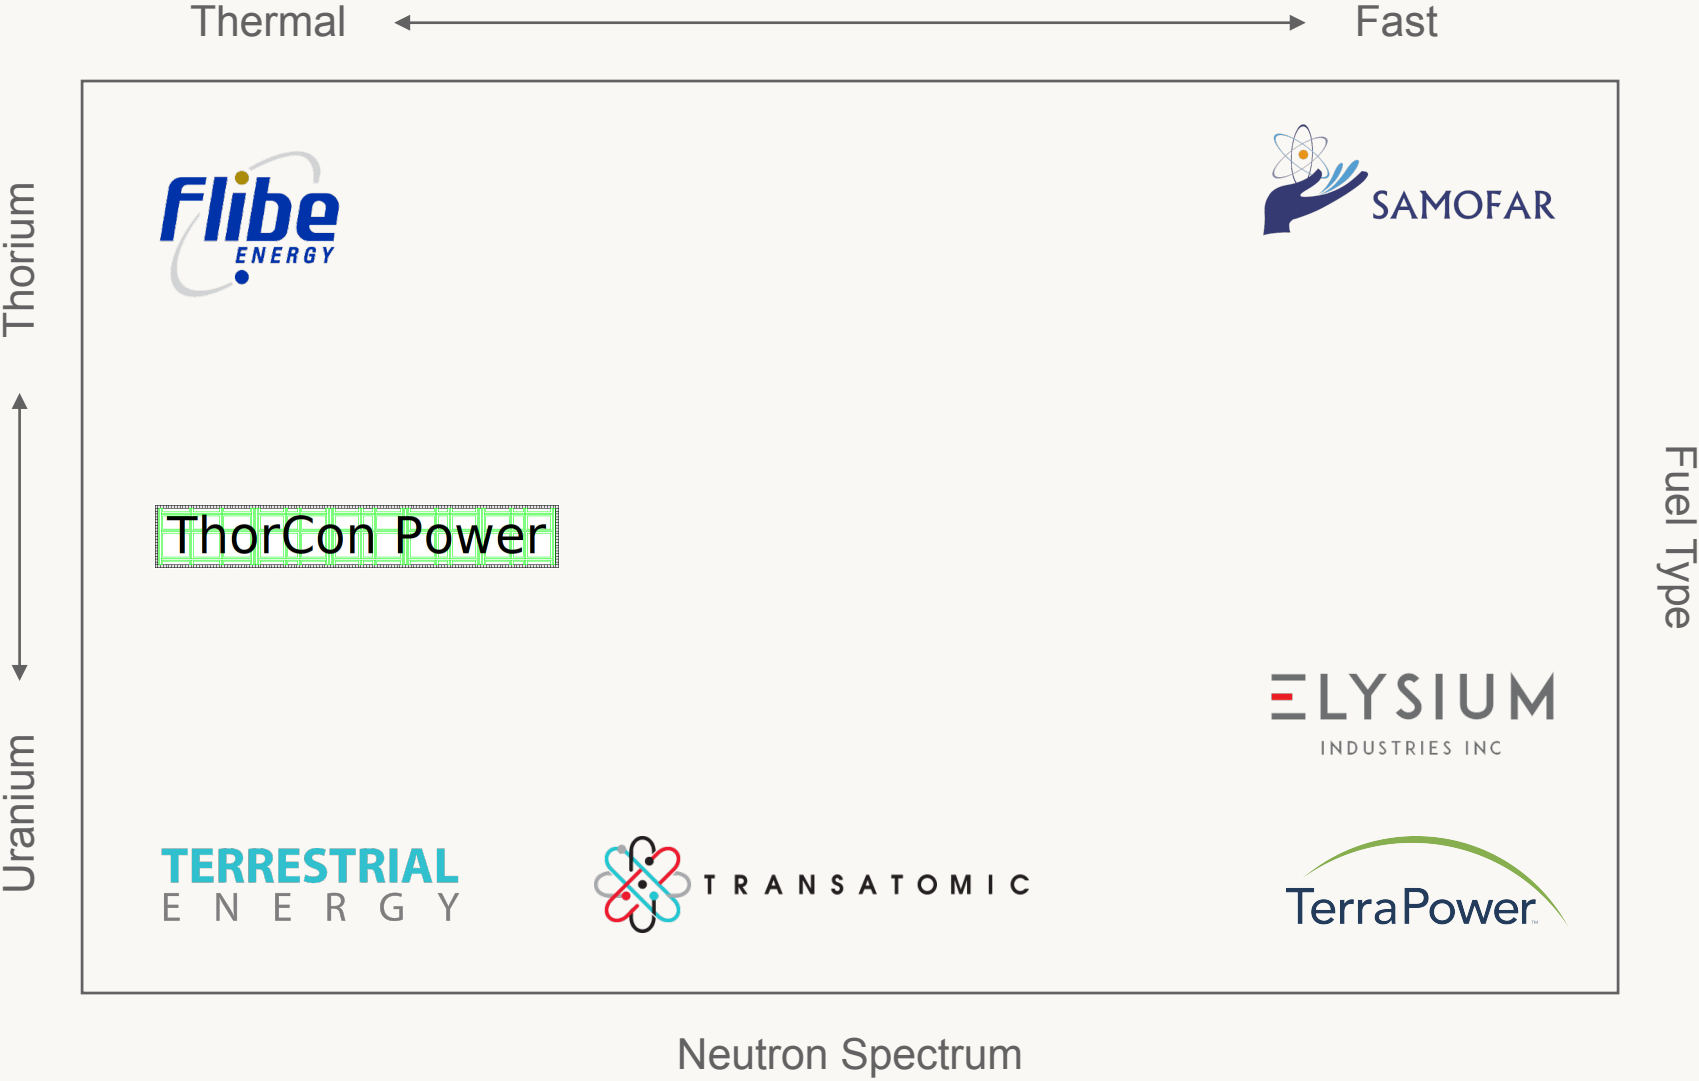 Thermal
Fast
Thorium
Flibe
ENERGY
SAMOFAR
ThorCon Power
Fuel Type
ELYSIUM
INDUSTRIES INC
Uranium
TERRESTRIAL
ENERGY
TRANSATOMIC
TerraPower™
Neutron Spectrum